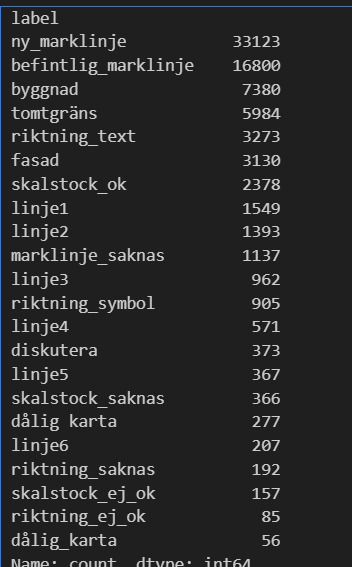 label
ny_marklinje 33123
befintlig_marklinje 16800
byggnad 7380
tomtgräns 5984
riktning_text 3273
fasad 3130
skalstock_ok 2378
linje1 1549
linje2 1393
marklinje_saknas 1137
linje3 962
riktning_symbol 905
linje4 571
diskutera 373
linje5 367
skalstock_saknas 366
dålig karta 277
linje6 207
riktning_saknas 192
skalstock_ej_ok 157
riktning_ej_ok 85
dålig_karta 56
Name: count, dtype: int64